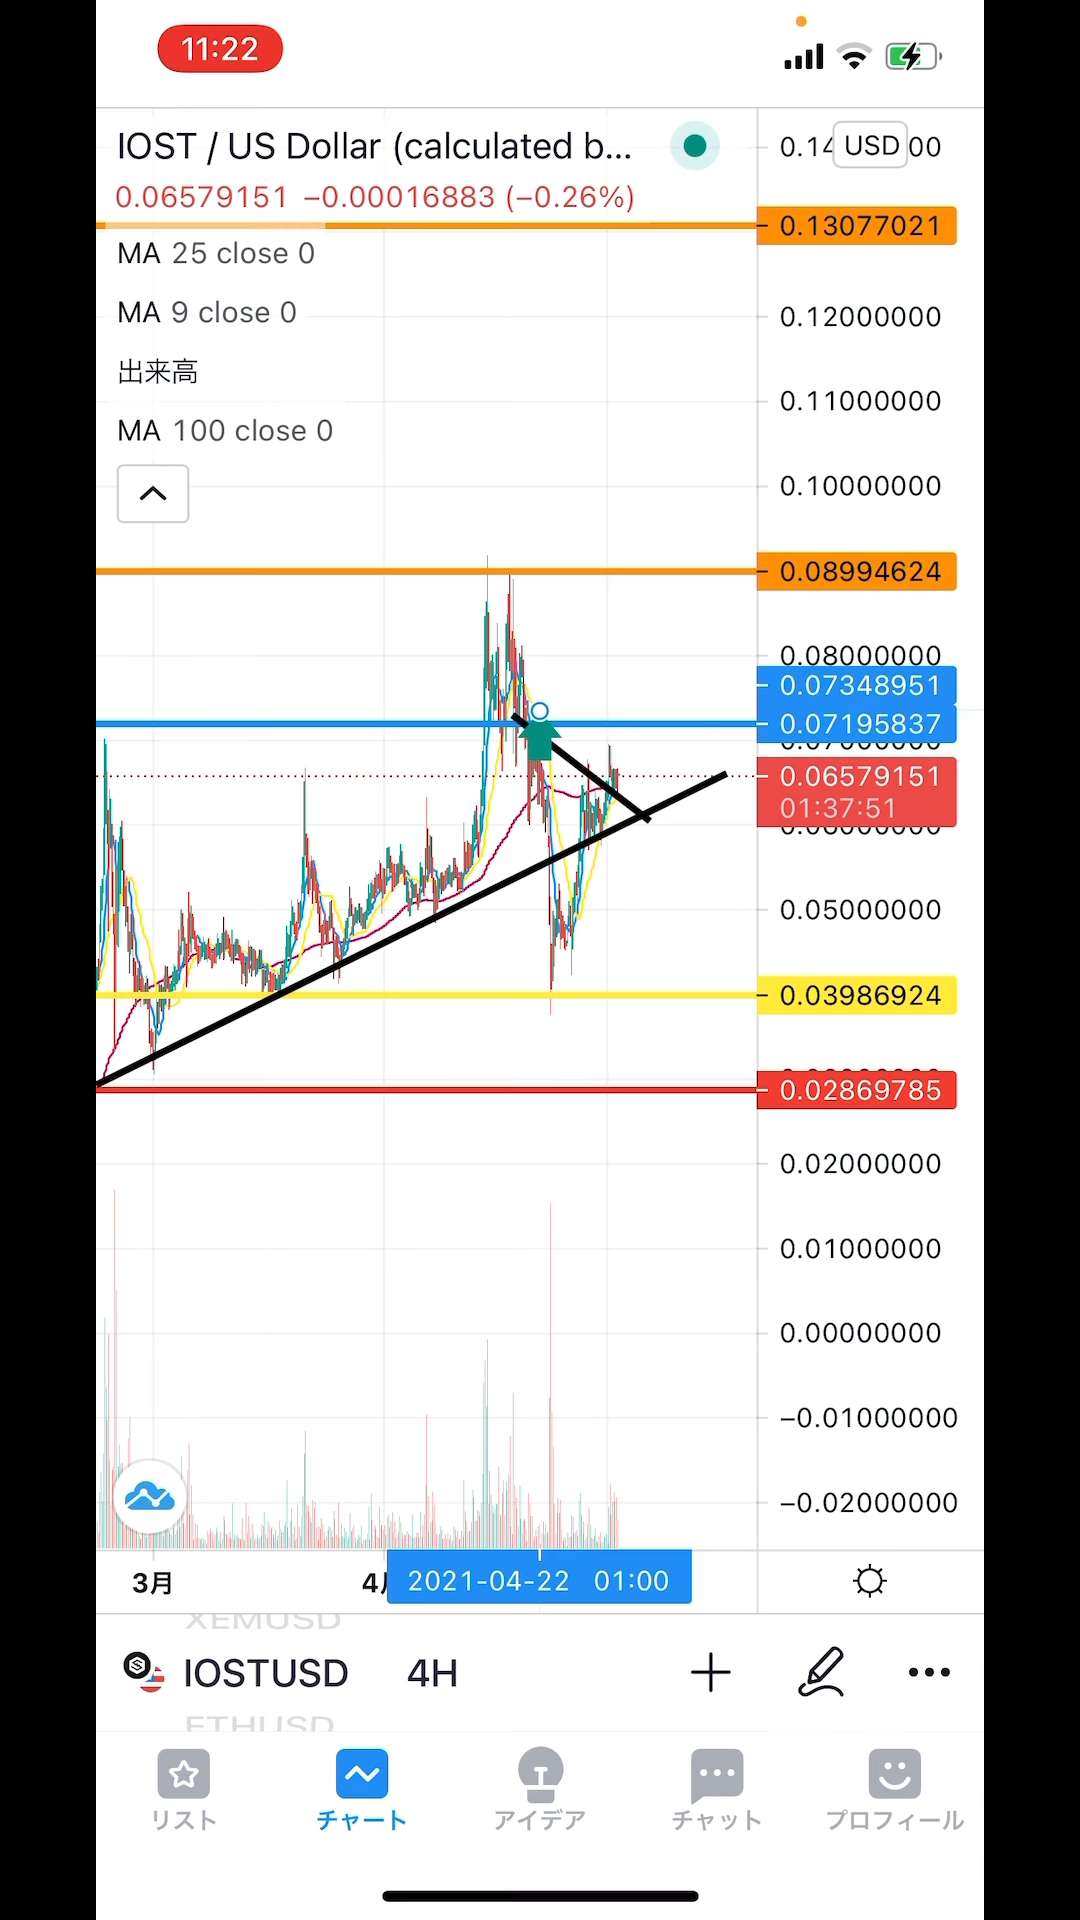 11:22
IOST / US Dollar (calculated b...
0.06579151 −0.00016883 (−0.26%)
MA 25 close 0
MA 9 close 0
出来高
MA 100 close 0
USD
0.13077021
0.12000000
0.11000000
0.10000000
0.08994624
0.08000000
0.07348951
0.07195837
0.06579151
01:37:51
0.05000000
0.03986924
0.02869785
0.02000000
0.01000000
0.00000000
−0.01000000
−0.02000000
3月
2021-04-22 01:00
XEMUSD
IOSTUSD 4H
ETHUSD
リスト
チャート
アイデア
チャット
プロフィール